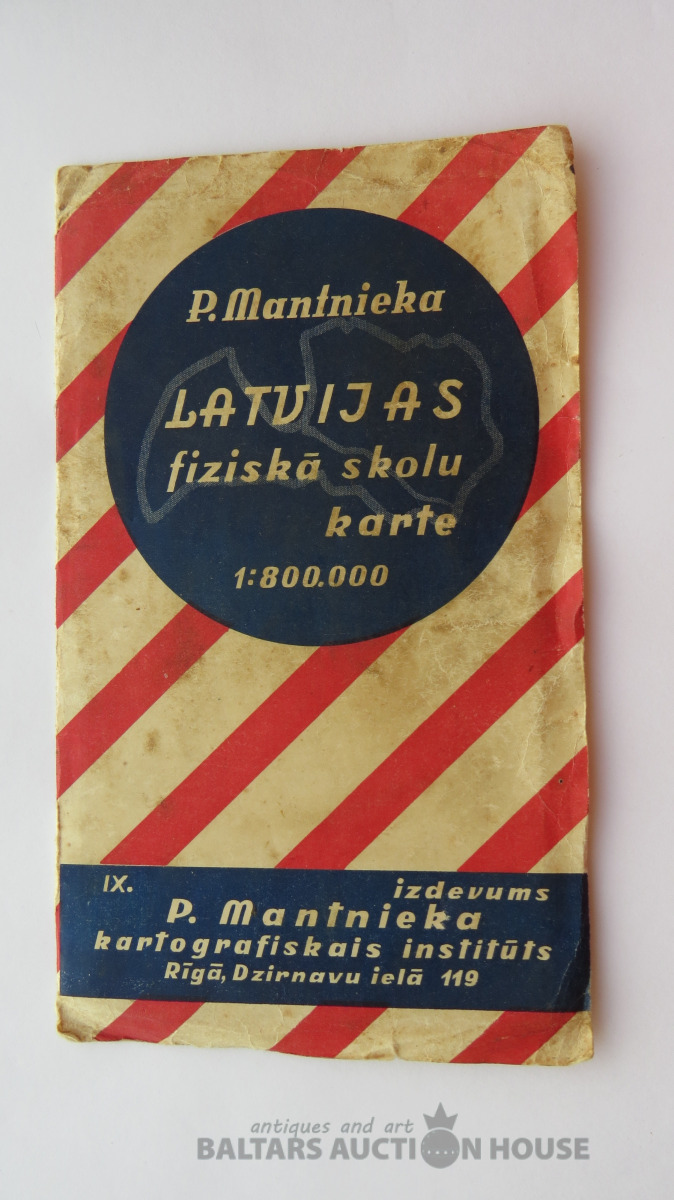 P. Mantnieka
LATVIJAS
fiziskā skolu
karte
1:800.000
IX. izdevums
P. Mantnieka
kartografiskais institūts
Rīgā, Dzirnavu ielā 119
antiques and art
BALTARS AUCTION HOUSE